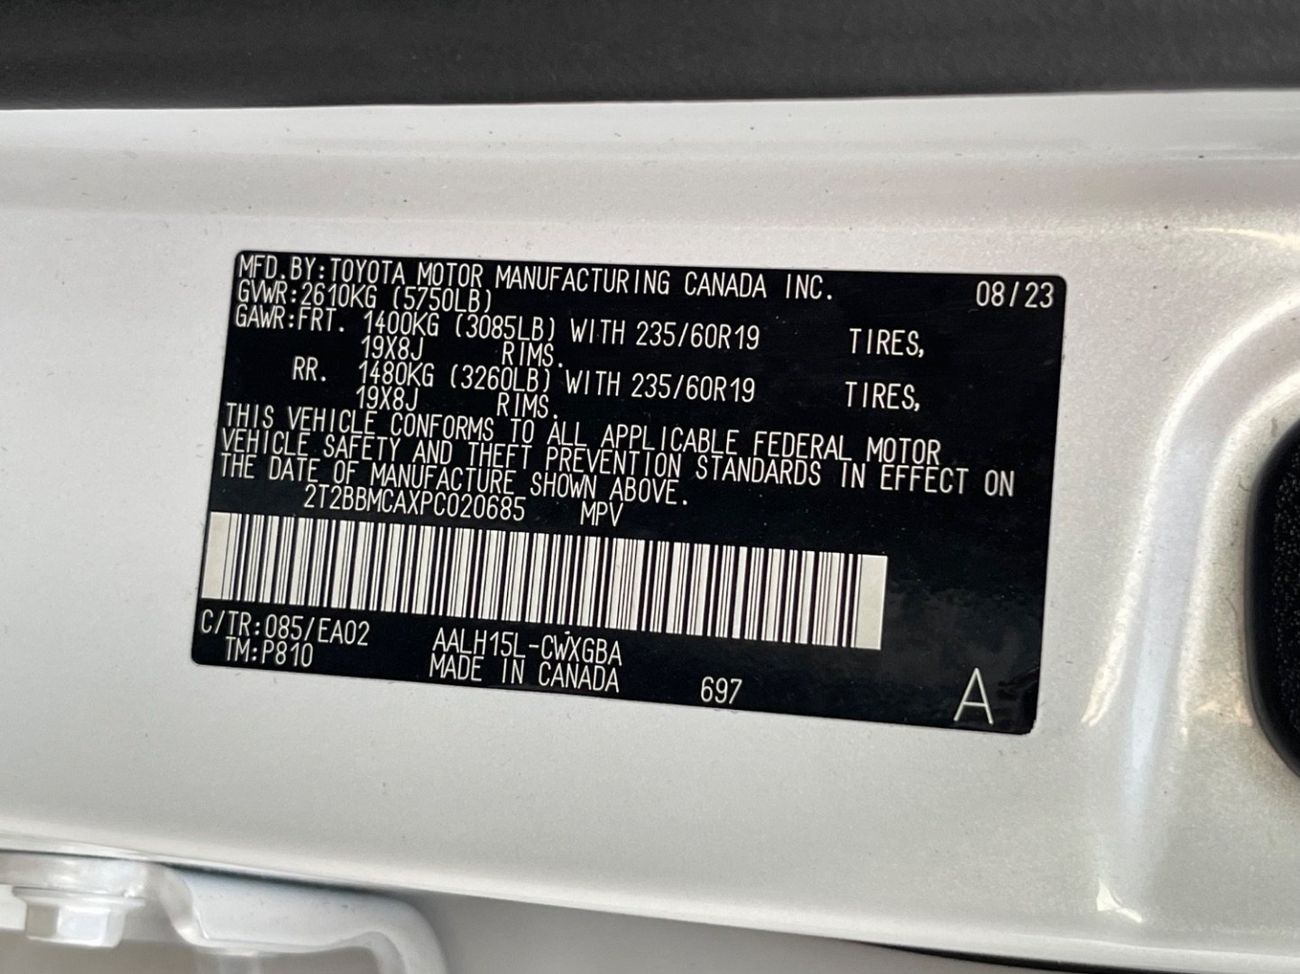 MFD.BY:TOYOTA MOTOR MANUFACTURING CANADA INC. 08/23
GVWR:2610KG (5750LB)
GAWR:FRT. 1400KG (3085LB) WITH 235/60R19 TIRES,
19X8J RIMS.
RR. 1480KG (3260LB) WITH 235/60R19 TIRES,
19X8J RIMS.
THIS VEHICLE CONFORMS TO ALL APPLICABLE FEDERAL MOTOR
VEHICLE SAFETY AND THEFT PREVENTION STANDARDS IN EFFECT ON
THE DATE OF MANUFACTURE SHOWN ABOVE.
2T2BBMCAXPC020685 MPV
C/TR:085/EA02 AALH15L-CWXGBA
TM:P810 MADE IN CANADA 697 A